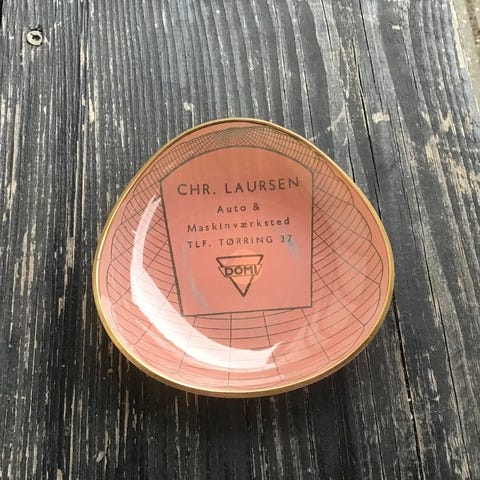 CHR. LAURSEN
Auto &
Maskinværksted
TLF. TØRRING 37
DOMI